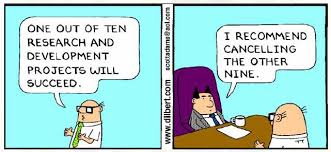 ONE OUT OF TEN
RESEARCH AND
DEVELOPMENT
PROJECTS WILL
SUCCEED.
www.dilbert.com
scottadams@aol.com
I RECOMMEND
CANCELLING
THE OTHER
NINE.